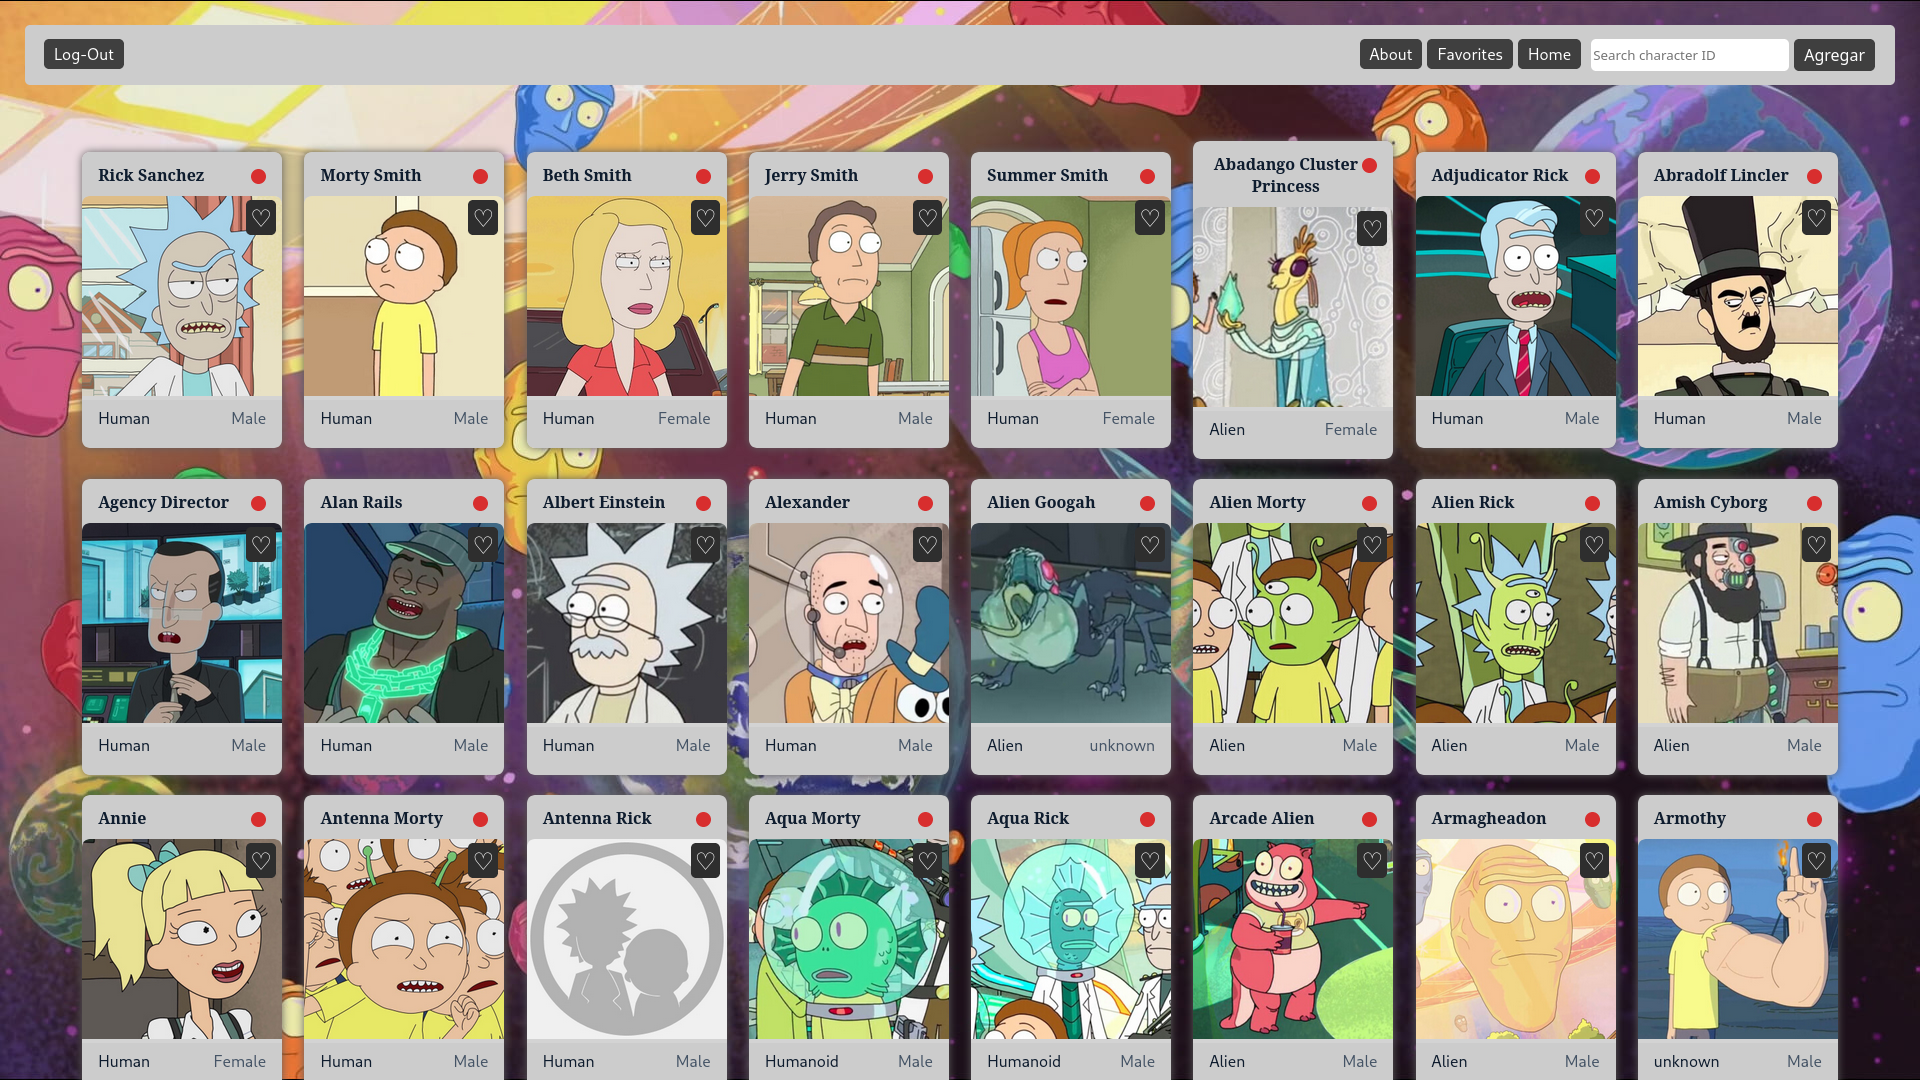 Log-Out
About
Favorites
Home
Search character ID
Agregar
Rick Sanchez
Human
Male
Morty Smith
Human
Male
Beth Smith
Human
Female
Jerry Smith
Human
Male
Summer Smith
Human
Female
Abadango Cluster
Princess
Alien
Female
Adjudicator Rick
Human
Male
Abradolf Lincler
Human
Male
Agency Director
Human
Male
Alan Rails
Human
Male
Albert Einstein
Human
Male
Alexander
Human
Male
Alien Googah
Alien
unknown
Alien Morty
Alien
Male
Alien Rick
Alien
Male
Amish Cyborg
Alien
Male
Annie
Human
Female
Antenna Morty
Human
Male
Antenna Rick
Human
Male
Aqua Morty
Humanoid
Male
Aqua Rick
Humanoid
Male
Arcade Alien
Alien
Male
Armagheadon
Alien
Male
Armothy
unknown
Male